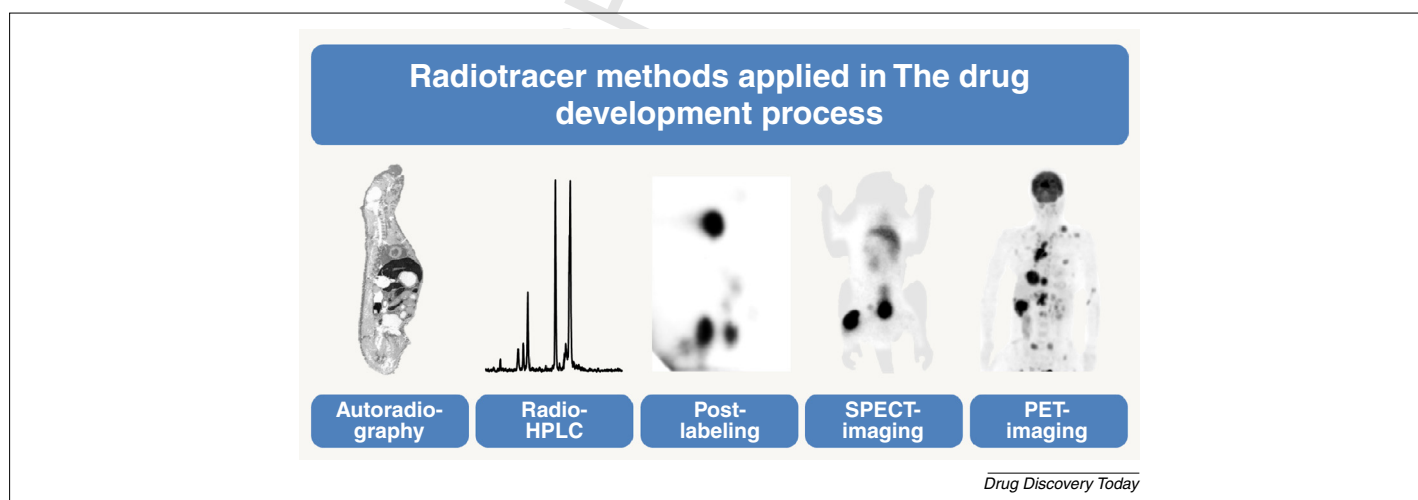 Radiotracer methods applied in The drug
development process
Autoradio-
graphy
Radio-
HPLC
Post-
labeling
SPECT-
imaging
PET-
imaging
Drug Discovery Today